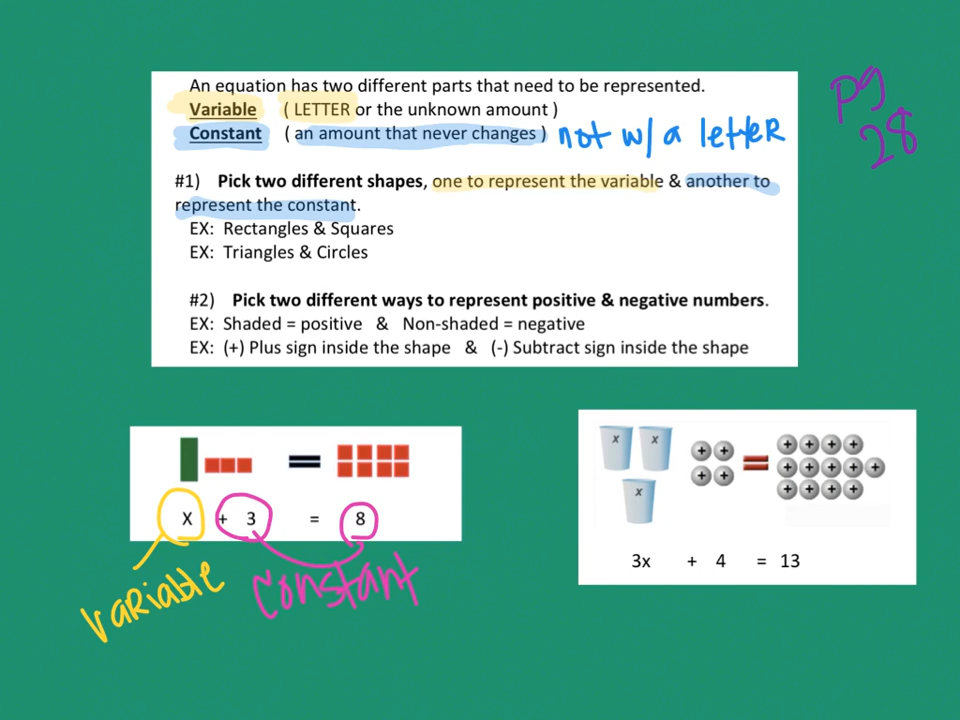 An equation has two different parts that need to be represented.
Variable ( LETTER or the unknown amount )
Constant ( an amount that never changes ) not w/ a letteR
pg
28
#1) Pick two different shapes, one to represent the variable & another to
represent the constant.
EX: Rectangles & Squares
EX: Triangles & Circles
#2) Pick two different ways to represent positive & negative numbers.
EX: Shaded = positive & Non-shaded = negative
EX: (+) Plus sign inside the shape & (-) Subtract sign inside the shape
=
X + 3 = 8
VaRiable
Constant
x x
x
+ + = + + + +
+ + + + + + +
+ + + +
3x + 4 = 13